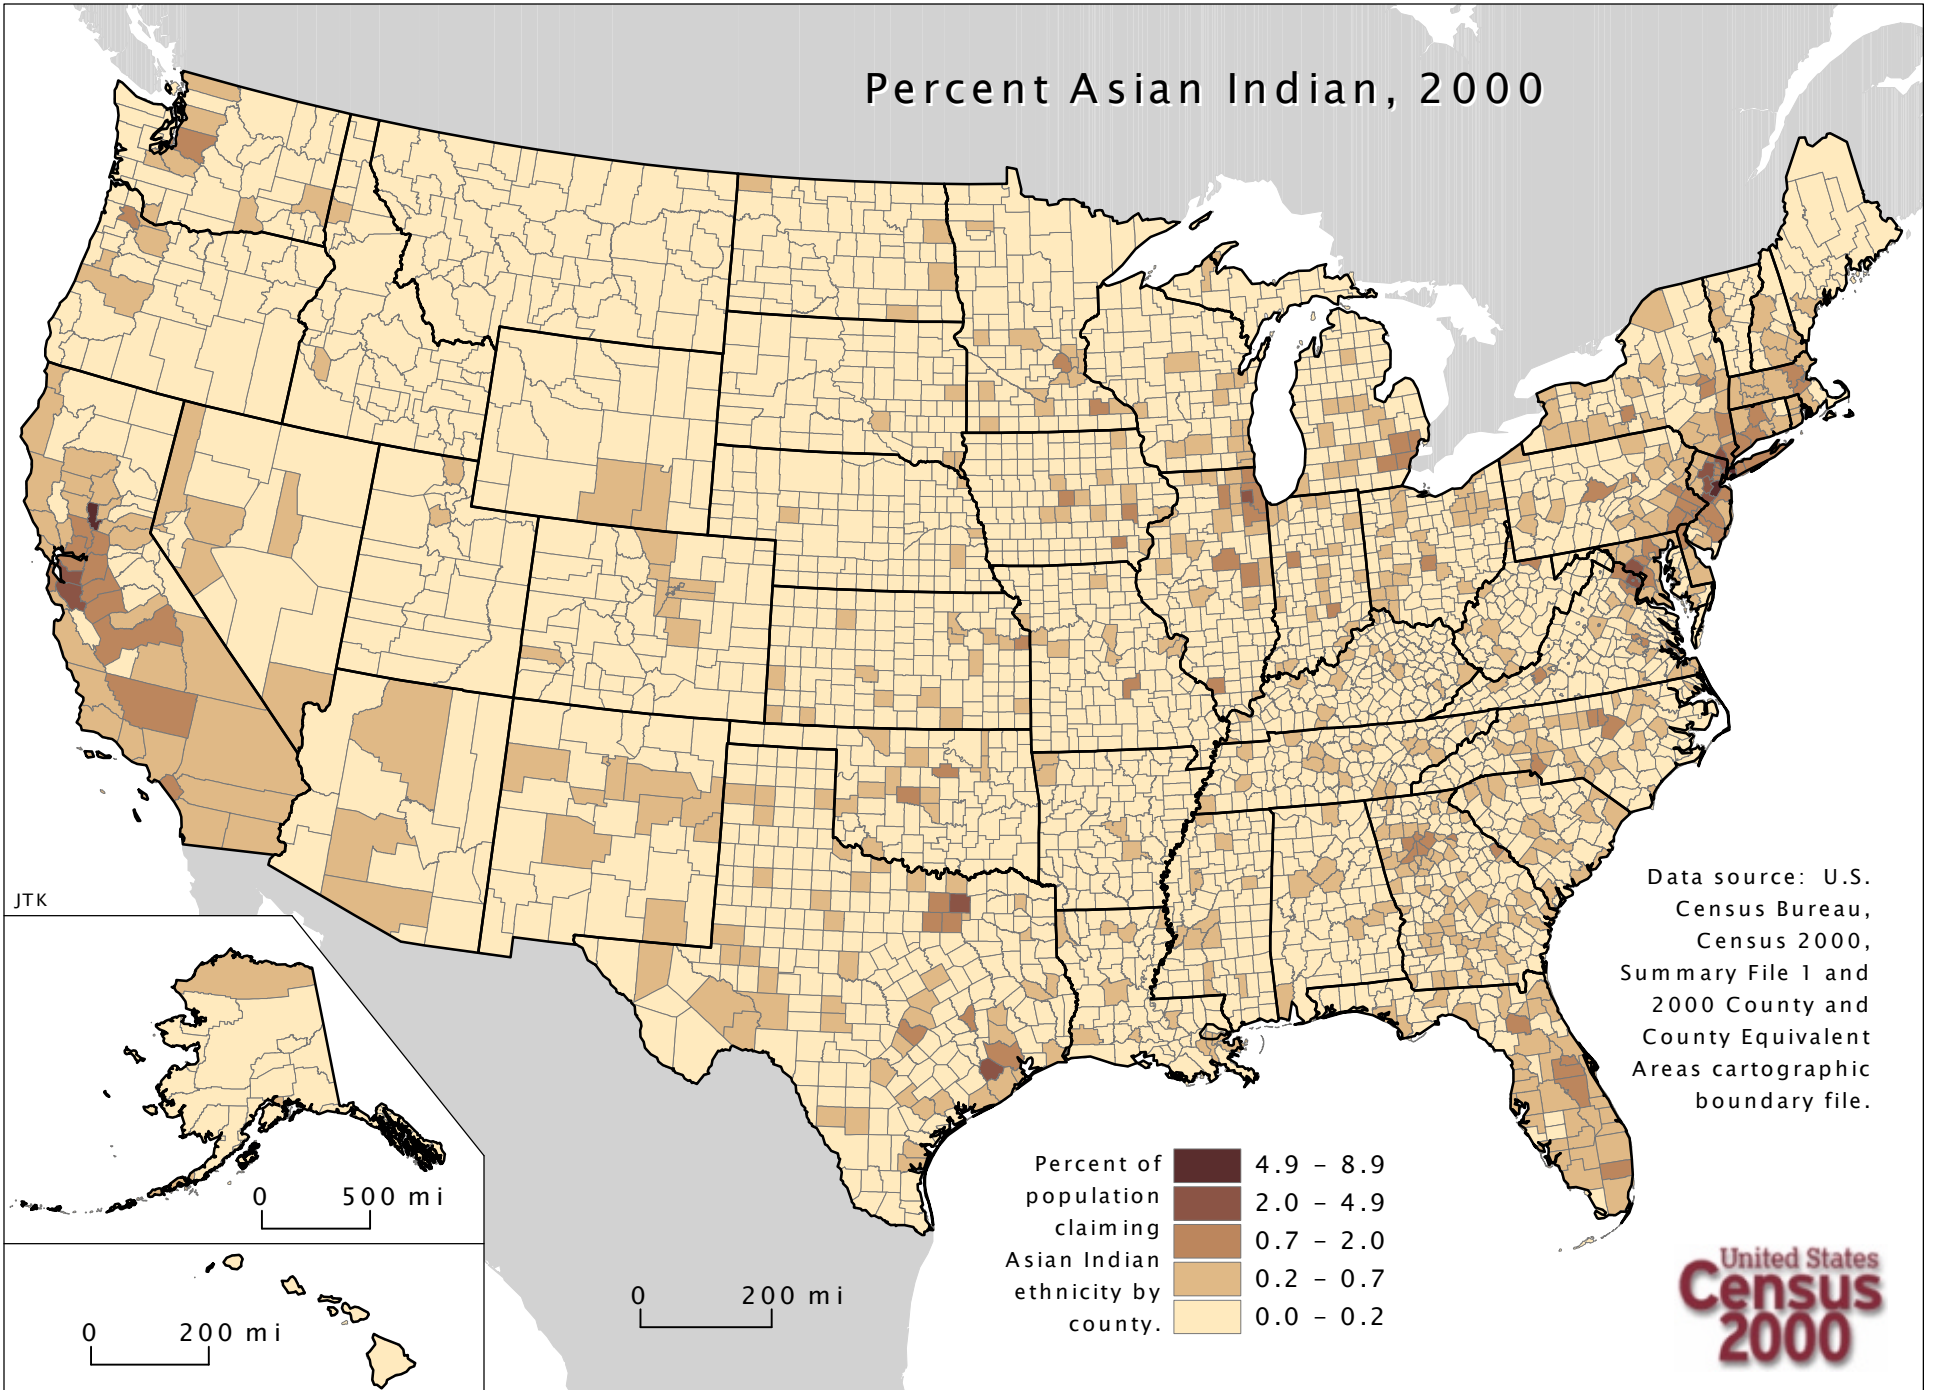 Percent Asian Indian, 2000
JTK
Data source: U.S.
Census Bureau,
Census 2000,
Summary File 1 and
2000 County and
County Equivalent
Areas cartographic
boundary file.
0 500 mi
0 200 mi
0 200 mi
Percent of
population
claiming
Asian Indian
ethnicity by
county.
4.9 – 8.9
2.0 – 4.9
0.7 – 2.0
0.2 – 0.7
0.0 – 0.2
United States
Census
2000